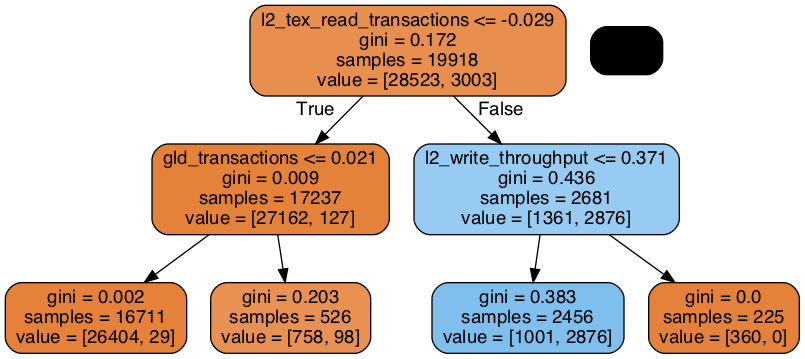 l2_tex_read_transactions <= -0.029
gini = 0.172
samples = 19918
value = [28523, 3003]
True
False
gld_transactions <= 0.021
gini = 0.009
samples = 17237
value = [27162, 127]
l2_write_throughput <= 0.371
gini = 0.436
samples = 2681
value = [1361, 2876]
gini = 0.002
samples = 16711
value = [26404, 29]
gini = 0.203
samples = 526
value = [758, 98]
gini = 0.383
samples = 2456
value = [1001, 2876]
gini = 0.0
samples = 225
value = [360, 0]